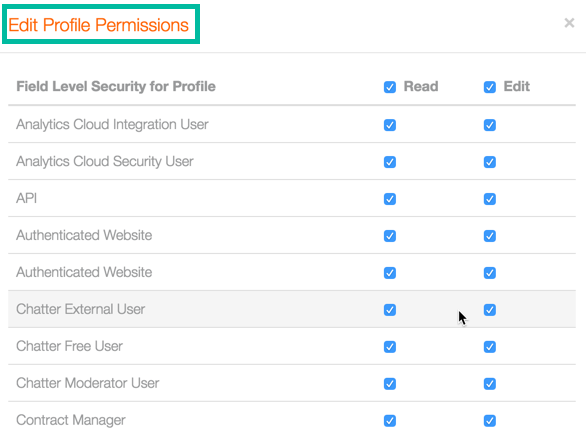 Edit Profile Permissions
Field Level Security for Profile Read Edit
Analytics Cloud Integration User
Analytics Cloud Security User
API
Authenticated Website
Authenticated Website
Chatter External User
Chatter Free User
Chatter Moderator User
Contract Manager